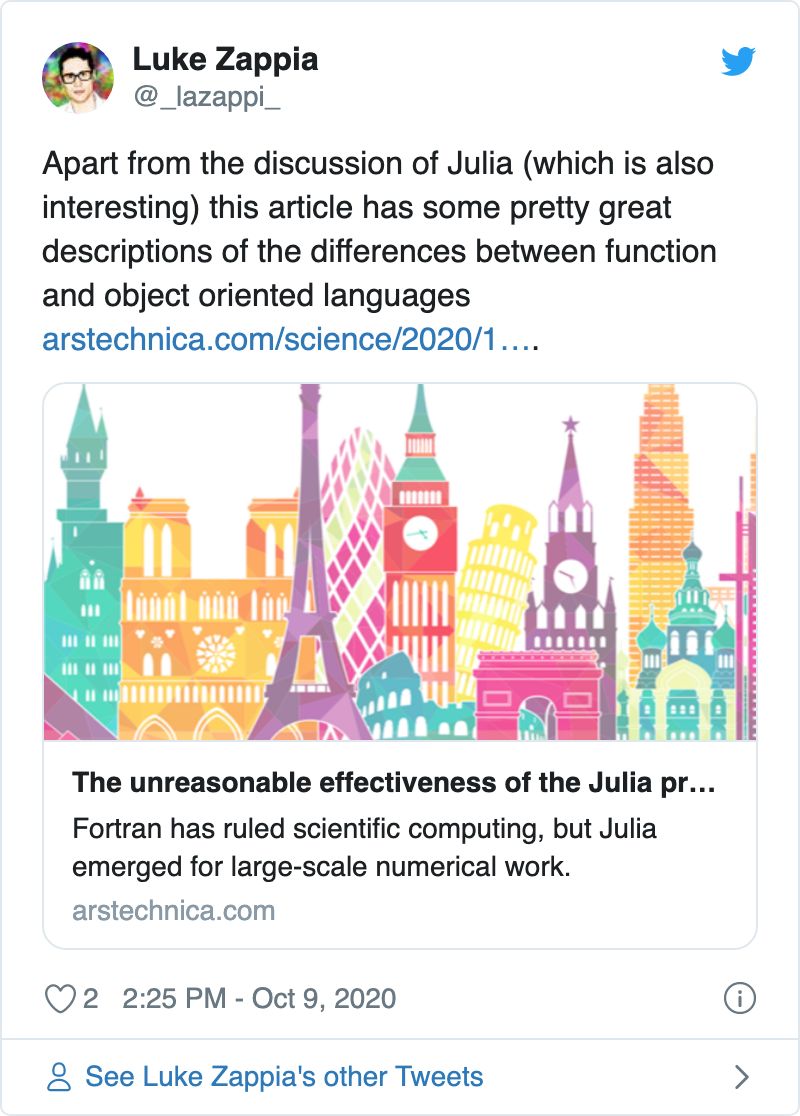 Luke Zappia
@_lazappi_
Apart from the discussion of Julia (which is also
interesting) this article has some pretty great
descriptions of the differences between function
and object oriented languages
arstechnica.com/science/2020/1….
The unreasonable effectiveness of the Julia pr…
Fortran has ruled scientific computing, but Julia
emerged for large-scale numerical work.
arstechnica.com
2 2:25 PM - Oct 9, 2020
See Luke Zappia's other Tweets